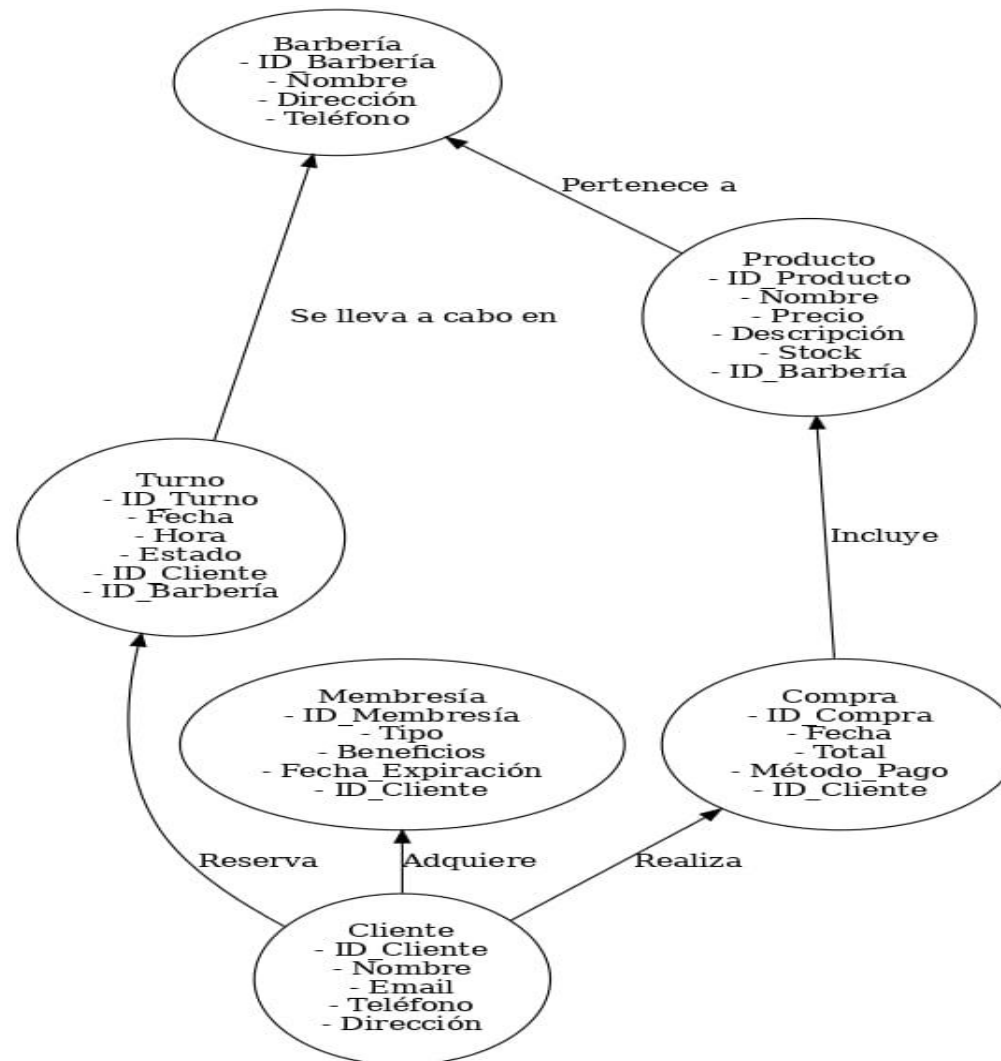 Barbería
- ID_Barbería
- Nombre
- Dirección
- Teléfono
Pertenece a
Producto
- ID_Producto
- Nombre
- Precio
- Descripción
- Stock
- ID_Barbería
Se lleva a cabo en
Turno
- ID_Turno
- Fecha
- Hora
- Estado
- ID_Cliente
- ID_Barbería
Incluye
Membresía
- ID_Membresía
- Tipo
- Beneficios
- Fecha_Expiración
- ID_Cliente
Compra
- ID_Compra
- Fecha
- Total
- Método_Pago
- ID_Cliente
Reserva
Adquiere
Realiza
Cliente
- ID_Cliente
- Nombre
- Email
- Teléfono
- Dirección